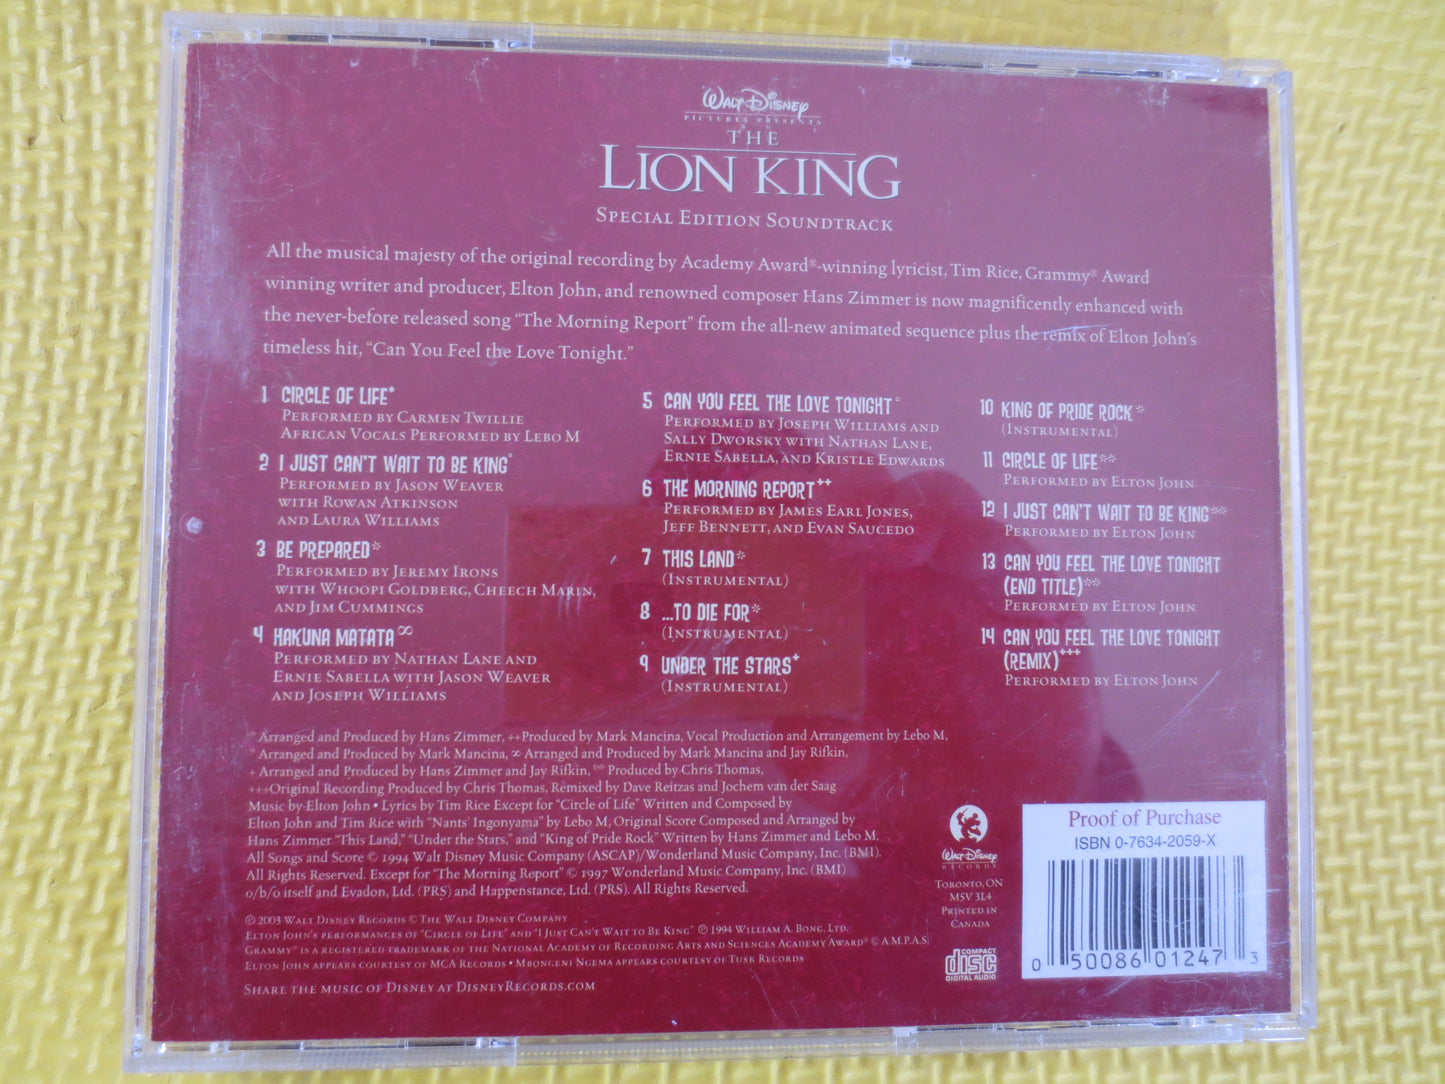 Walt Disney
PICTURES PRESENTS
THE
LION KING
SPECIAL EDITION SOUNDTRACK
All the musical majesty of the original recording by Academy Award®-winning lyricist, Tim Rice, Grammy® Award
winning writer and producer, Elton John, and renowned composer Hans Zimmer is now magnificently enhanced with
the never-before released song “The Morning Report” from the all-new animated sequence plus the remix of Elton John’s
timeless hit, “Can You Feel the Love Tonight.”
1 CIRCLE OF LIFE*
PERFORMED BY CARMEN TWILLIE
AFRICAN VOCALS PERFORMED BY LEBO M
2 I JUST CAN'T WAIT TO BE KING°
PERFORMED BY JASON WEAVER
WITH ROWAN ATKINSON
AND LAURA WILLIAMS
3 BE PREPARED*
PERFORMED BY JEREMY IRONS
WITH WHOOPI GOLDBERG, CHEECH MARIN,
AND JIM CUMMINGS
4 HAKUNA MATATA∞
PERFORMED BY NATHAN LANE AND
ERNIE SABELLA WITH JASON WEAVER
AND JOSEPH WILLIAMS
5 CAN YOU FEEL THE LOVE TONIGHT°
PERFORMED BY JOSEPH WILLIAMS AND
SALLY DWORSKY WITH NATHAN LANE,
ERNIE SABELLA, AND KRISTLE EDWARDS
6 THE MORNING REPORT++
PERFORMED BY JAMES EARL JONES,
JEFF BENNETT, AND EVAN SAUCEDO
7 THIS LAND*
(INSTRUMENTAL)
8 ...TO DIE FOR*
(INSTRUMENTAL)
9 UNDER THE STARS+
(INSTRUMENTAL)
10 KING OF PRIDE ROCK*
(INSTRUMENTAL)
11 CIRCLE OF LIFE**
PERFORMED BY ELTON JOHN
12 I JUST CAN'T WAIT TO BE KING**
PERFORMED BY ELTON JOHN
13 CAN YOU FEEL THE LOVE TONIGHT
(END TITLE)**
PERFORMED BY ELTON JOHN
14 CAN YOU FEEL THE LOVE TONIGHT
(REMIX)+++
PERFORMED BY ELTON JOHN
* Arranged and Produced by Hans Zimmer, ++Produced by Mark Mancina, Vocal Production and Arrangement by Lebo M,
° Arranged and Produced by Mark Mancina, ∞ Arranged and Produced by Mark Mancina and Jay Rifkin,
+ Arranged and Produced by Hans Zimmer and Jay Rifkin, ** Produced by Chris Thomas,
+++Original Recording Produced by Chris Thomas, Remixed by Dave Reitzas and Jochem van der Saag
Music by Elton John • Lyrics by Tim Rice Except for “Circle of Life” Written and Composed by
Elton John and Tim Rice with “Nants’ Ingonyama” by Lebo M, Original Score Composed and Arranged by
Hans Zimmer “This Land,” “Under the Stars,” and “King of Pride Rock” Written by Hans Zimmer and Lebo M.
All Songs and Score © 1994 Walt Disney Music Company (ASCAP)/Wonderland Music Company, Inc. (BMI).
All Rights Reserved. Except for “The Morning Report” © 1997 Wonderland Music Company, Inc. (BMI)
o/b/o itself and Evadon, Ltd. (PRS) and Happenstance, Ltd. (PRS). All Rights Reserved.
℗ 2003 WALT DISNEY RECORDS © THE WALT DISNEY COMPANY
ELTON JOHN'S PERFORMANCES OF “CIRCLE OF LIFE” AND “I JUST CAN'T WAIT TO BE KING” ℗ 1994 WILLIAM A. BONG, LTD.
GRAMMY® IS A REGISTERED TRADEMARK OF THE NATIONAL ACADEMY OF RECORDING ARTS AND SCIENCES ACADEMY AWARD® © A.M.P.A.S.
ELTON JOHN APPEARS COURTESY OF MCA RECORDS • MBONGENI NGEMA APPEARS COURTESY OF TUSK RECORDS
SHARE THE MUSIC OF DISNEY AT DISNEYRECORDS.COM
Walt Disney
RECORDS
TORONTO, ON
M5V 3L4
PRINTED IN
CANADA
COMPACT
disc
DIGITAL AUDIO
Proof of Purchase
ISBN 0-7634-2059-X
0 50086 01247 3